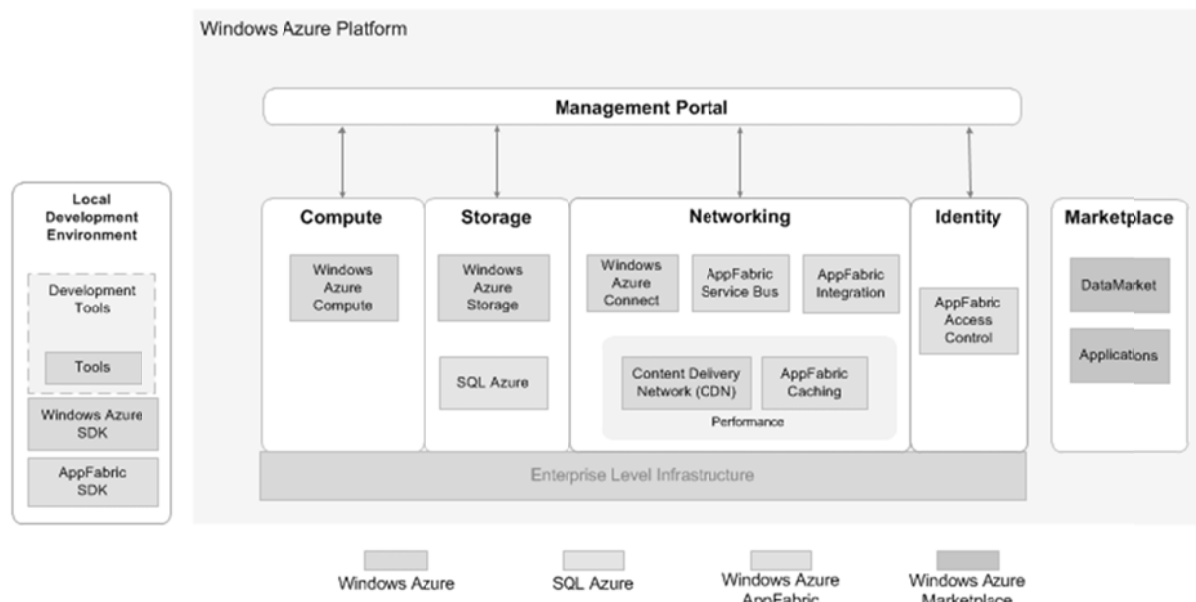 Windows Azure Platform
Management Portal
Local
Development
Environment
Development
Tools
Tools
Windows Azure
SDK
AppFabric
SDK
Compute
Windows
Azure
Compute
Storage
Windows
Azure
Storage
SQL Azure
Networking
Windows
Azure
Connect
AppFabric
Service Bus
AppFabric
Integration
Content Delivery
Network (CDN)
AppFabric
Caching
Performance
Identity
AppFabric
Access
Control
Marketplace
DataMarket
Applications
Enterprise Level Infrastructure
Windows Azure
SQL Azure
Windows Azure
AppFabric
Windows Azure
Marketplace